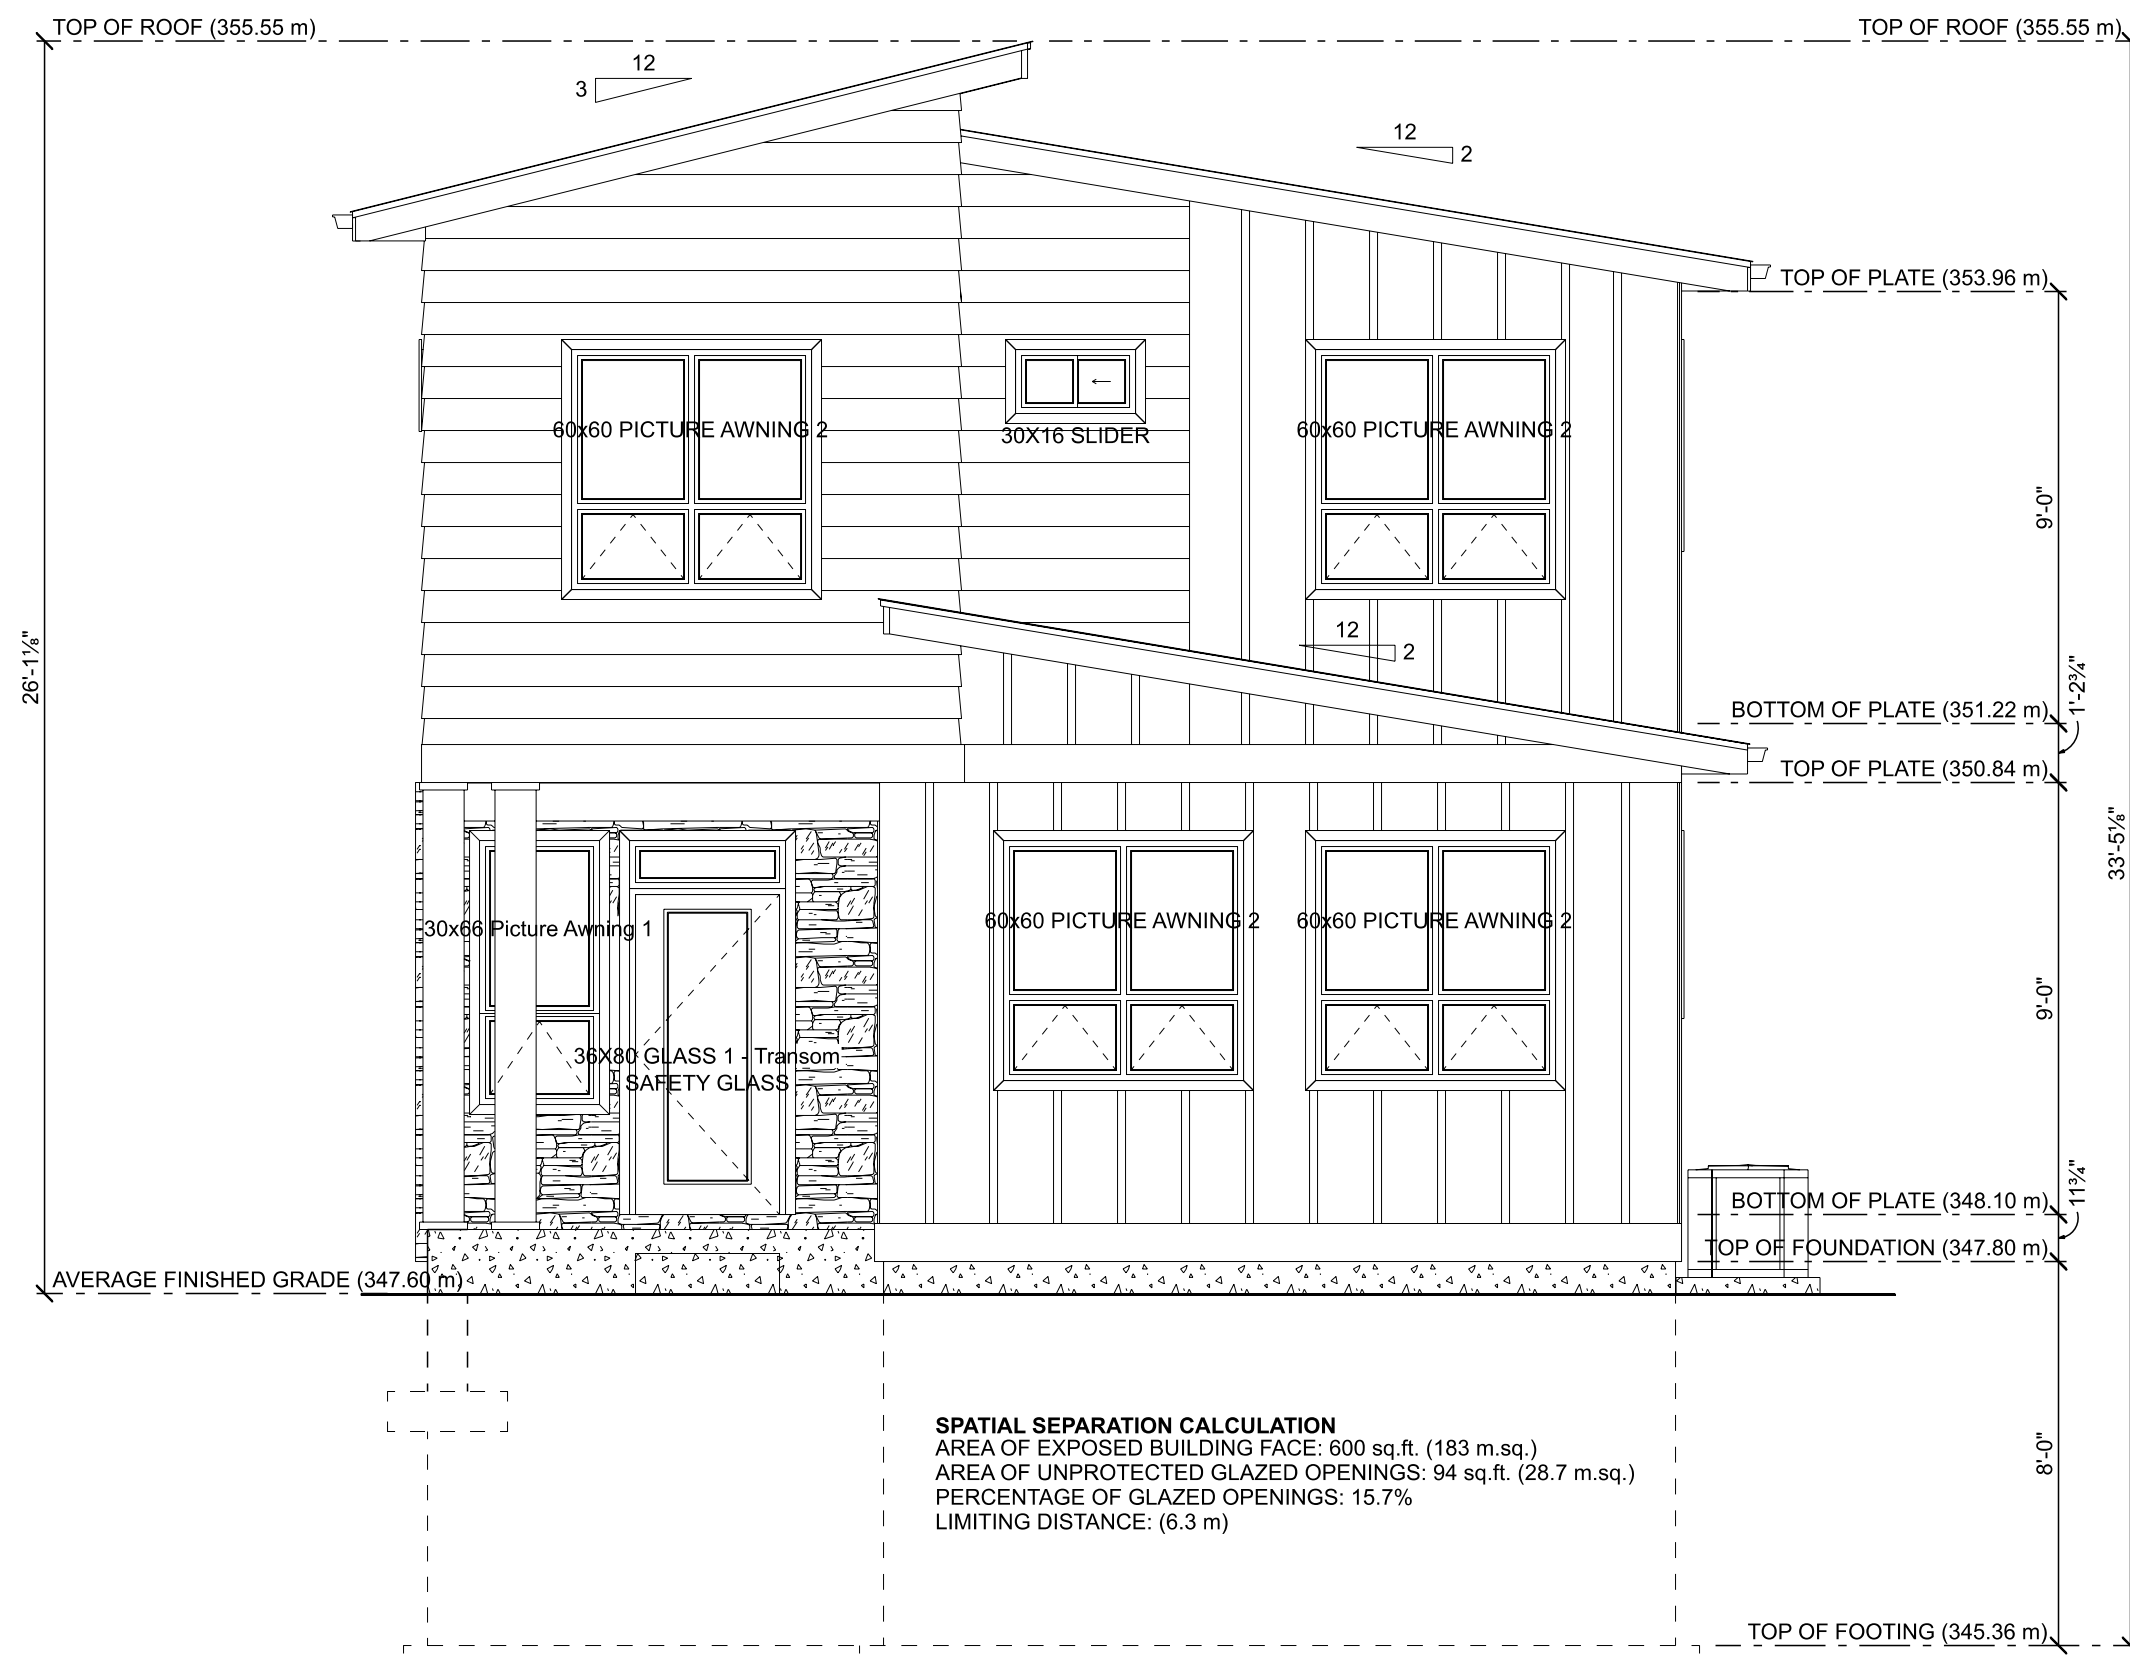 TOP OF ROOF (355.55 m)
TOP OF ROOF (355.55 m)
12
3
12
2
TOP OF PLATE (353.96 m)
60x60 PICTURE AWNING 2
30X16 SLIDER
60x60 PICTURE AWNING 2
9'-0"
12
2
26'-1⅛"
1'-2¾"
BOTTOM OF PLATE (351.22 m)
TOP OF PLATE (350.84 m)
33'-5⅛"
30x66 Picture Awning 1
60x60 PICTURE AWNING 2
60x60 PICTURE AWNING 2
9'-0"
36X80 GLASS 1 - Transom
SAFETY GLASS
11¾"
BOTTOM OF PLATE (348.10 m)
TOP OF FOUNDATION (347.80 m)
AVERAGE FINISHED GRADE (347.60 m)
SPATIAL SEPARATION CALCULATION
AREA OF EXPOSED BUILDING FACE: 600 sq.ft. (183 m.sq.)
AREA OF UNPROTECTED GLAZED OPENINGS: 94 sq.ft. (28.7 m.sq.)
PERCENTAGE OF GLAZED OPENINGS: 15.7%
LIMITING DISTANCE: (6.3 m)
8'-0"
TOP OF FOOTING (345.36 m)